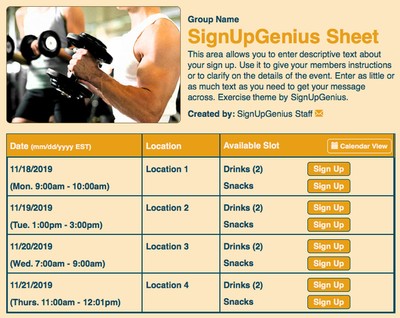 Group Name
SignUpGenius Sheet
This area allows you to enter descriptive text about
your sign up. Use it to give your members instructions
or to clarify on the details of the event. Enter as little or
as much text as you need to get your message
across. Exercise theme by SignUpGenius.
Created by: SignUpGenius Staff
Date (mm/dd/yyyy EST) Location Available Slot Calendar View
11/18/2019 Location 1 Drinks (2) Sign Up
(Mon. 9:00am - 10:00am) Snacks Sign Up
11/19/2019 Location 2 Drinks (2) Sign Up
(Tue. 1:00pm - 3:00pm) Snacks Sign Up
11/20/2019 Location 3 Drinks (2) Sign Up
(Wed. 7:00am - 9:00am) Snacks Sign Up
11/21/2019 Location 4 Drinks (2) Sign Up
(Thurs. 11:00am - 12:01pm) Snacks Sign Up